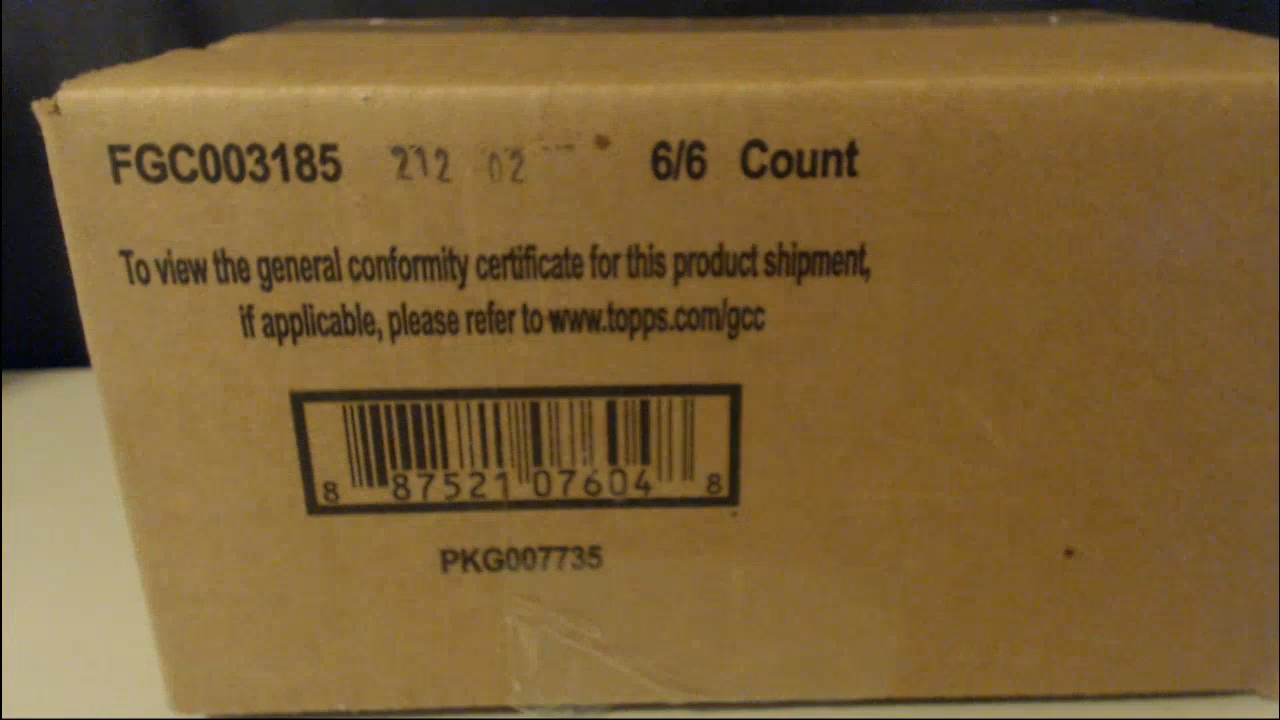 FGC003185 212 02 6/6 Count
To view the general conformity certificate for this product shipment,
if applicable, please refer to www.topps.com/gcc
8 87521 07604 8
PKG007735